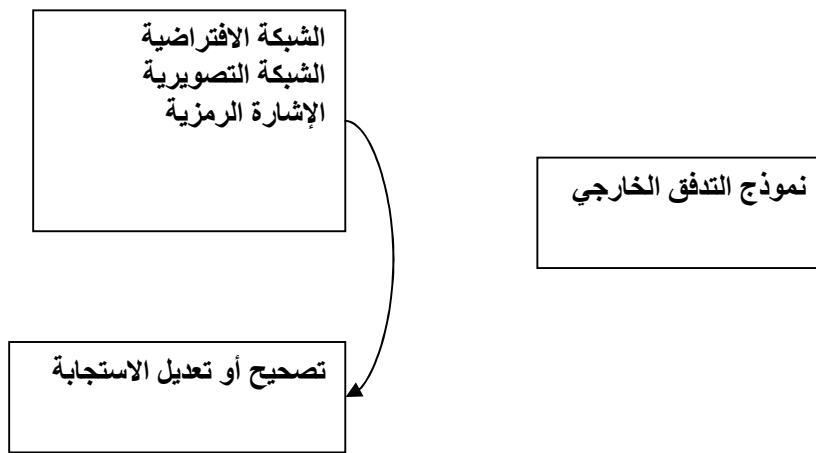 الشبكة الافتراضية
الشبكة التصويرية
الإشارة الرمزية
نموذج التدفق الخارجي
تصحيح أو تعديل الاستجابة